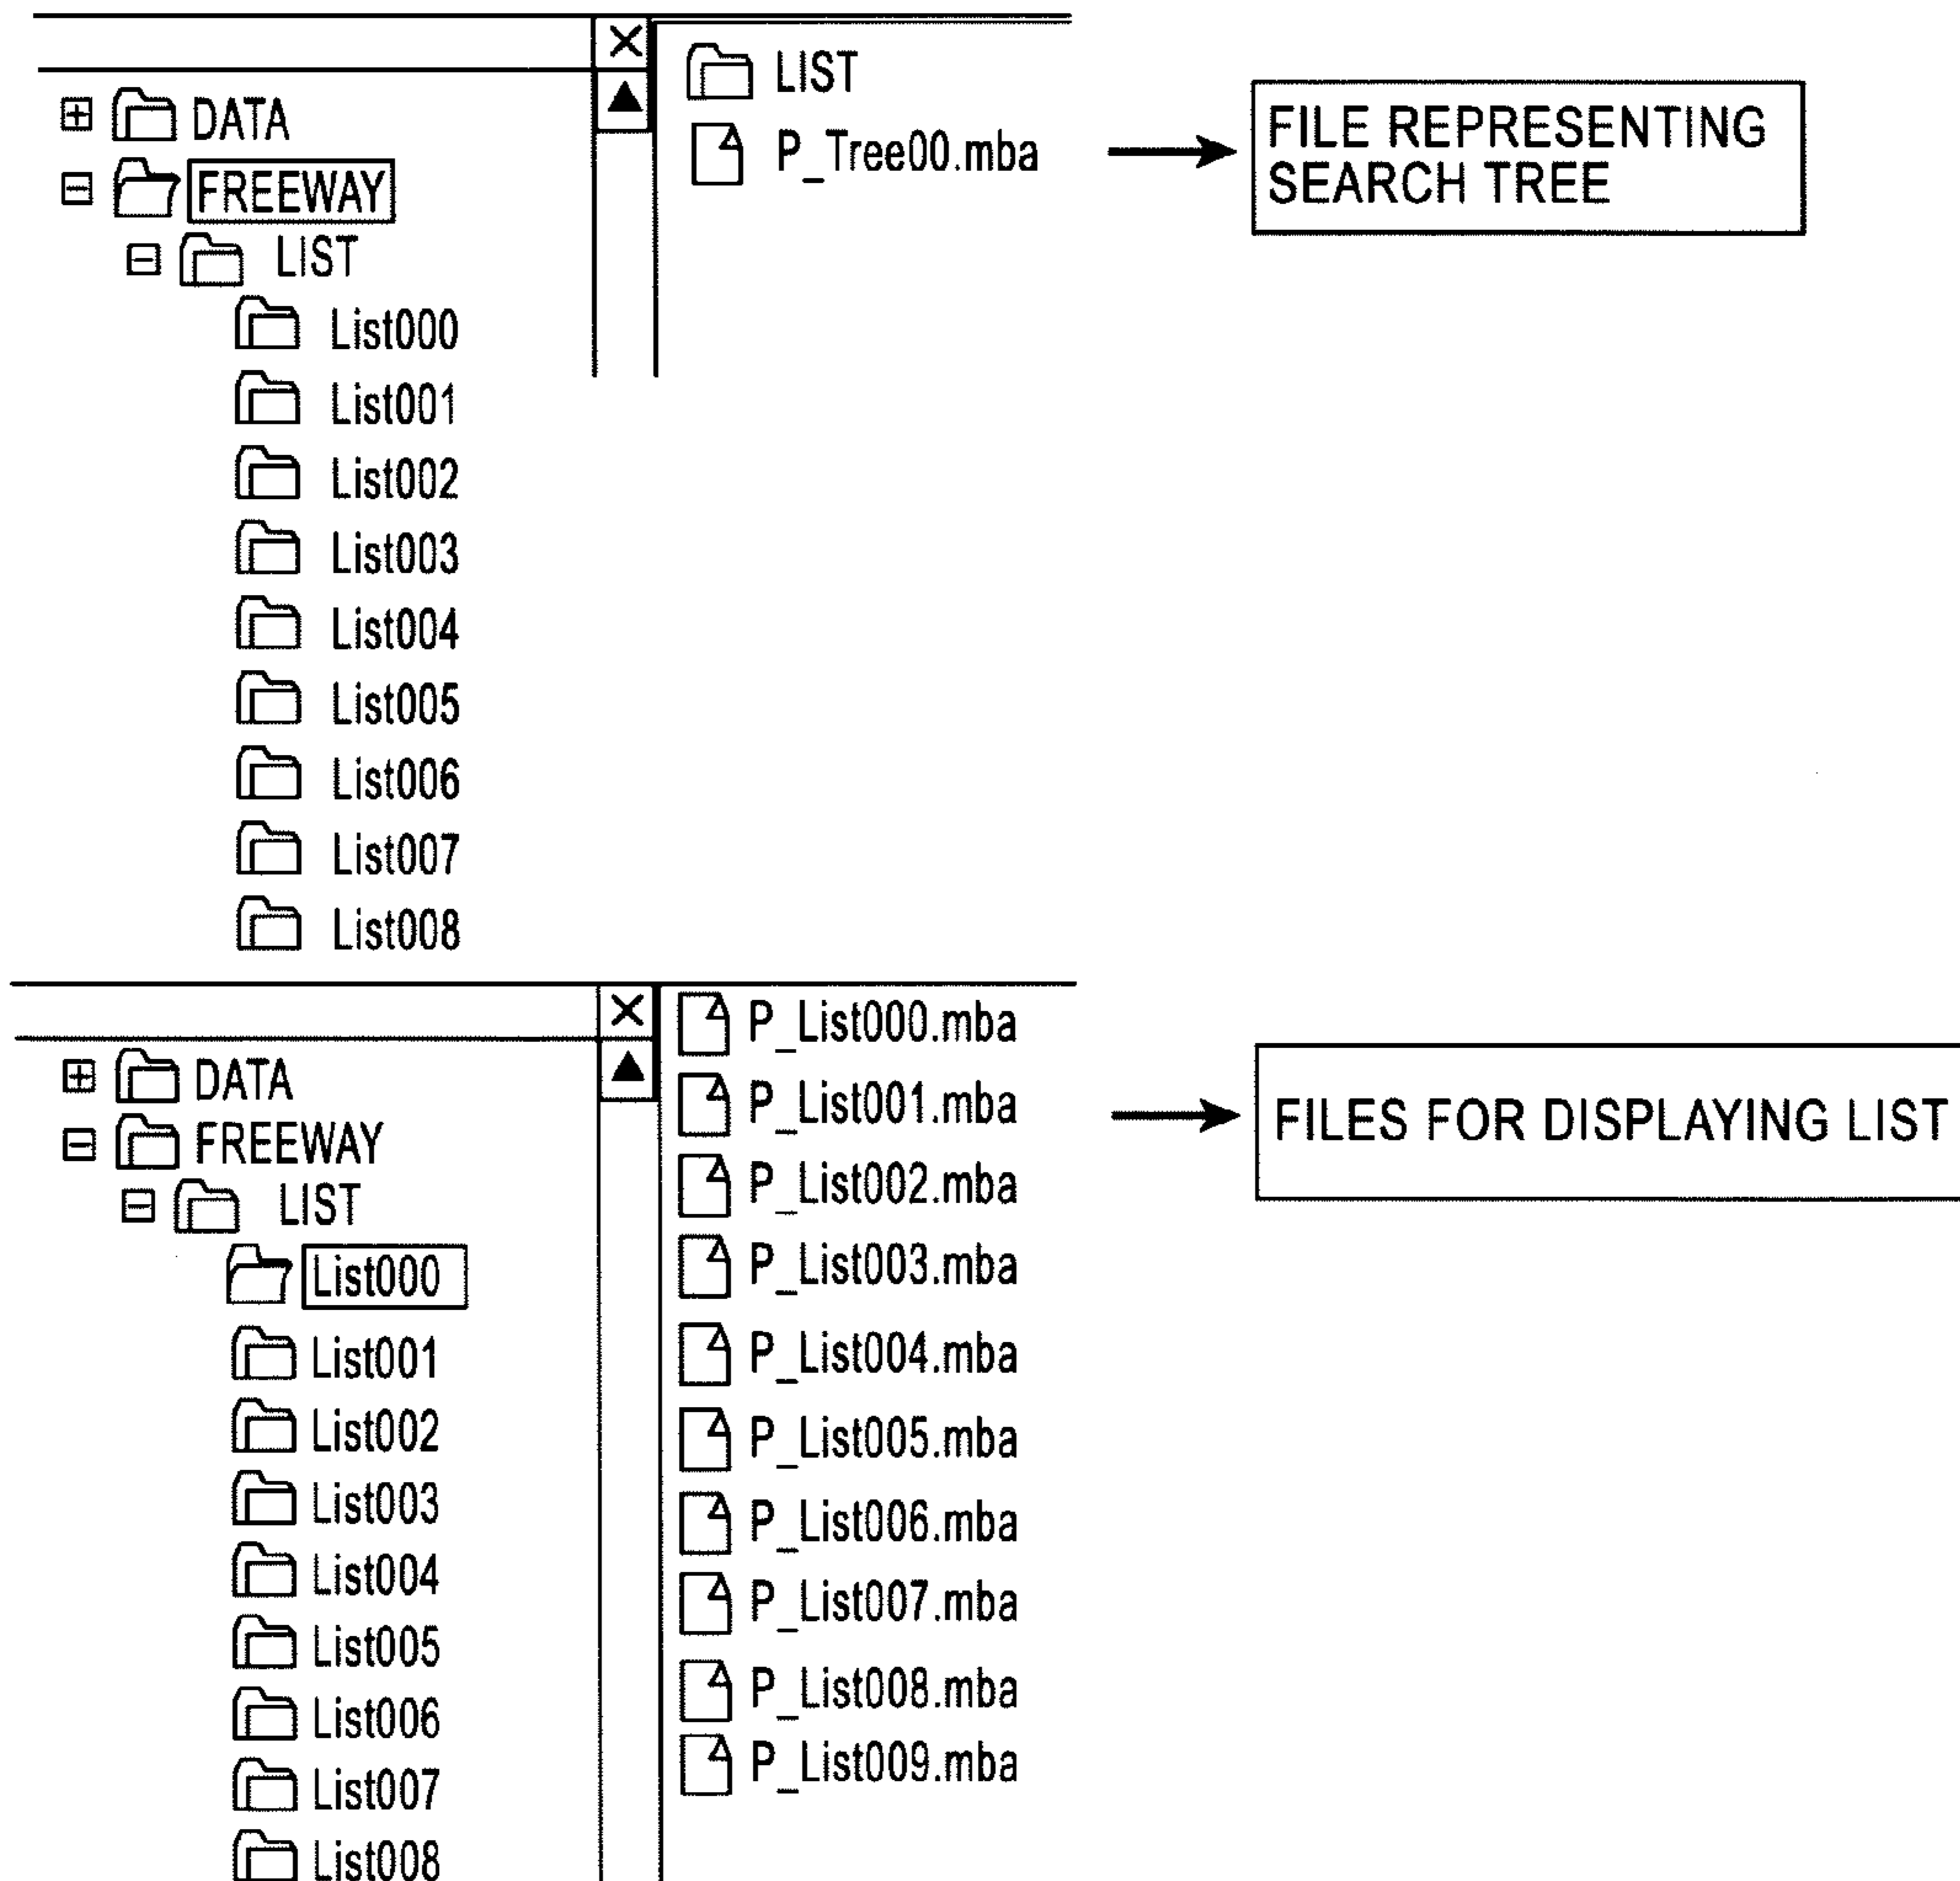 DATA
FREEWAY
LIST
List000
List001
List002
List003
List004
List005
List006
List007
List008
LIST
P_Tree00.mba
FILE REPRESENTING
SEARCH TREE
DATA
FREEWAY
LIST
List000
List001
List002
List003
List004
List005
List006
List007
List008
P_List000.mba
P_List001.mba
P_List002.mba
P_List003.mba
P_List004.mba
P_List005.mba
P_List006.mba
P_List007.mba
P_List008.mba
P_List009.mba
FILES FOR DISPLAYING LIST